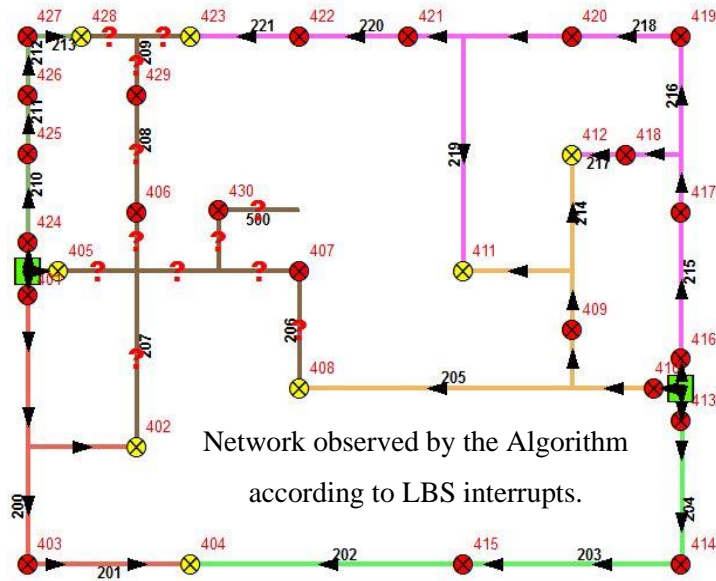 427 428 423 422 421 420 419
221 220 218
212 213 ? 209 ?
426 ? 429 216
211
425 208 219 412 418
? 217
210
406 430 214 417
424 ? ? 500
405 407 411
? ? ? ? 215
401
206 409
207 ? ? 416
408 205 410
413
402 Network observed by the Algorithm
according to LBS interrupts.
200 204
403 404 415 414
201 202 203